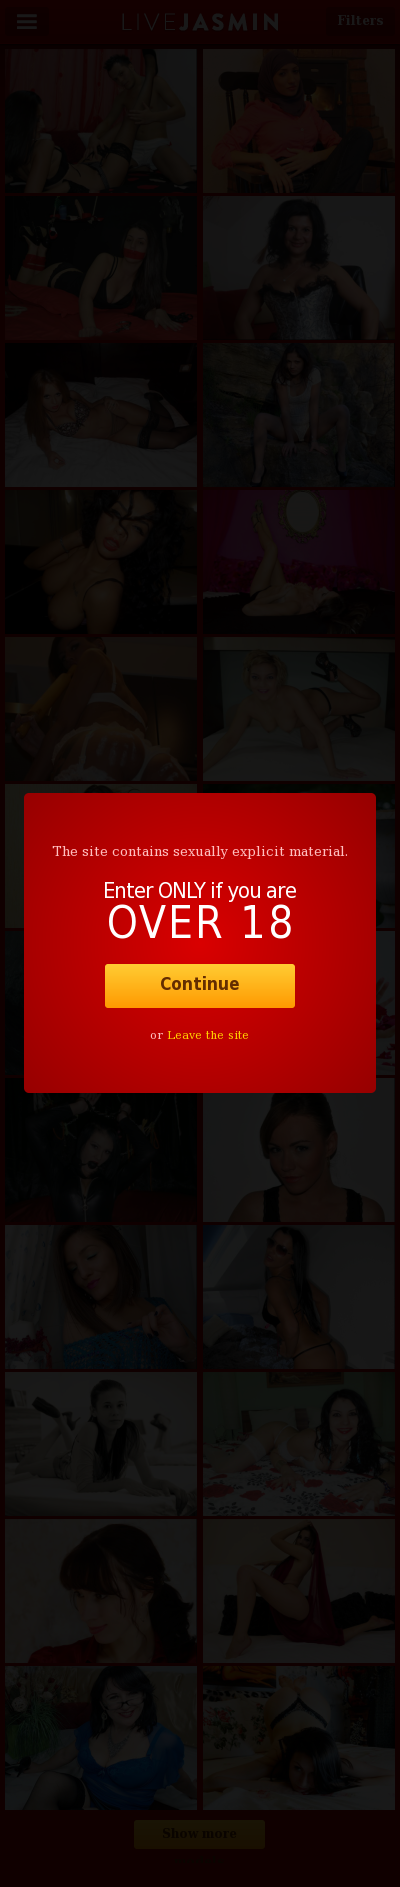 LIVEJASMIN
Filters
The site contains sexually explicit material.
Enter ONLY if you are
OVER 18
Continue
or Leave the site
Show more